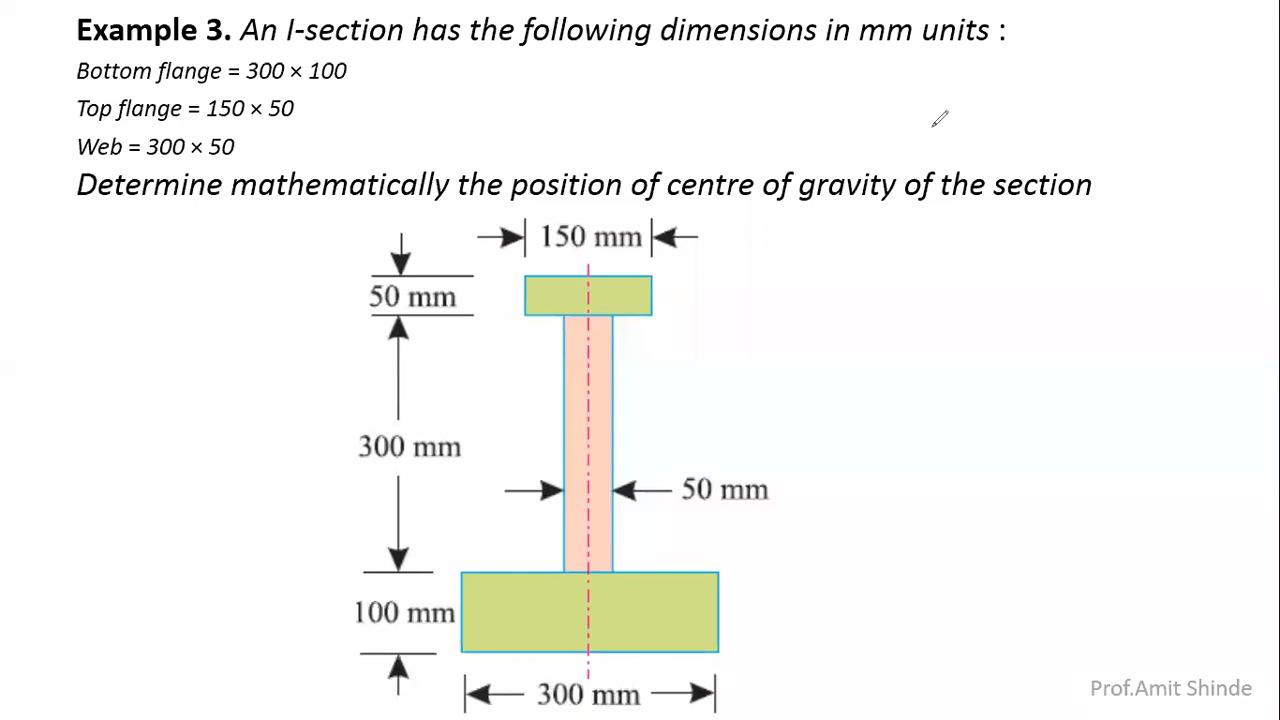 Example 3. An I-section has the following dimensions in mm units :
Bottom flange = 300 × 100
Top flange = 150 × 50
Web = 300 × 50
Determine mathematically the position of centre of gravity of the section
150 mm
50 mm
300 mm
50 mm
100 mm
300 mm
Prof.Amit Shinde